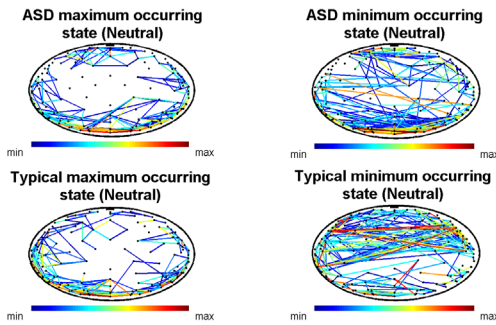 ASD maximum occurring
state (Neutral)
min
max
ASD minimum occurring
state (Neutral)
min
max
Typical maximum occurring
state (Neutral)
min
max
Typical minimum occurring
state (Neutral)
min
max